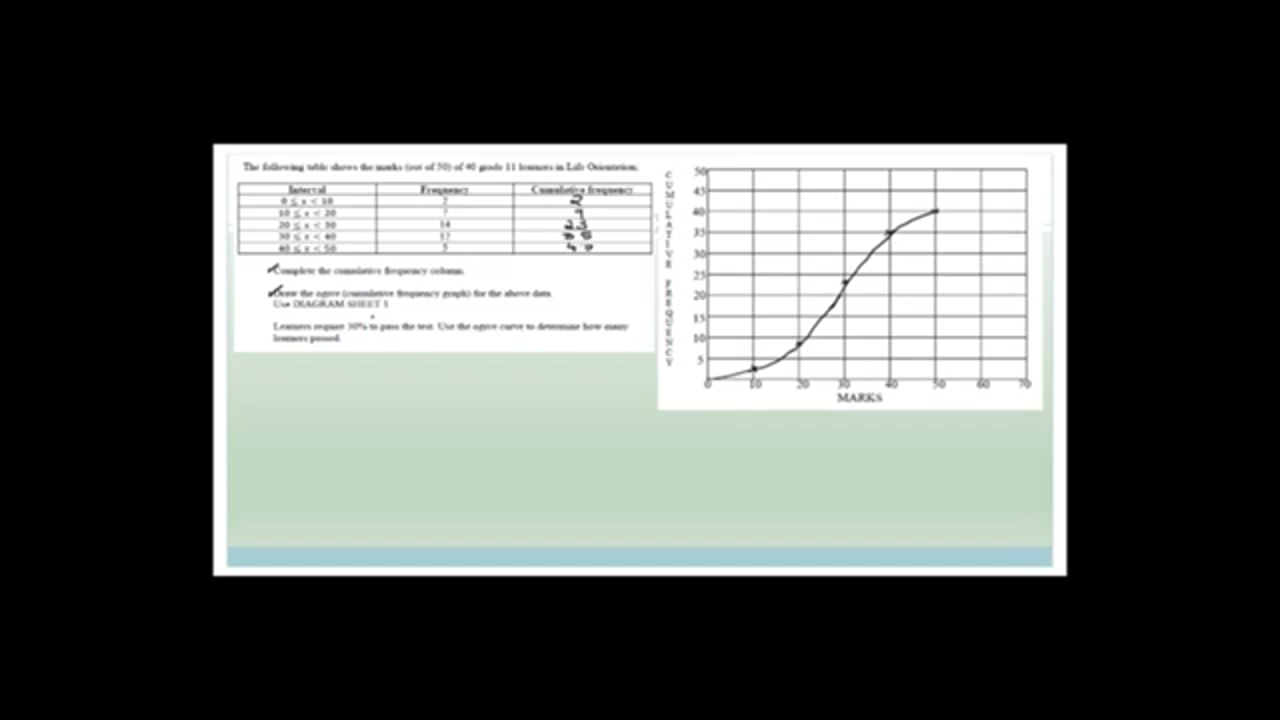 The following table shows the marks (out of 50) of 40 grade 11 learners in Life Orientation.
Interval Frequency Cumulative frequency
0 ≤ x < 10 2
10 ≤ x < 20 7
20 ≤ x < 30 14
30 ≤ x < 40 12
40 ≤ x < 50 5
Complete the cumulative frequency column.
Draw the ogive (cumulative frequency graph) for the above data.
Use DIAGRAM SHEET 1
Learners require 30% to pass the test. Use the ogive curve to determine how many
learners passed.
CUMULATIVE FREQUENCY
50
45
40
35
30
25
20
15
10
5
0 10 20 30 40 50 60 70
MARKS